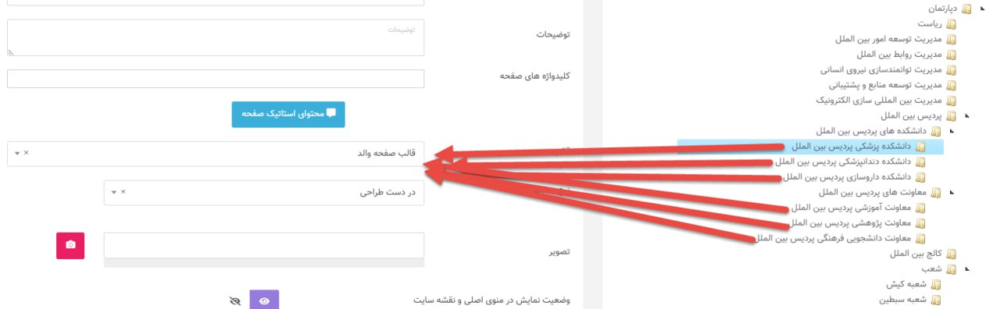 دپارتمان
ریاست
مدیریت توسعه امور بین الملل
مدیریت روابط بین الملل
مدیریت توانمندسازی نیروی انسانی
مدیریت توسعه منابع و پشتیبانی
مدیریت بین المللی سازی الکترونیک
پردیس بین الملل
دانشکده های پردیس بین الملل
دانشکده پزشکی پردیس بین الملل
دانشکده دندانپزشکی پردیس بین الملل
دانشکده داروسازی پردیس بین الملل
معاونت های پردیس بین الملل
معاونت آموزشی پردیس بین الملل
معاونت پژوهشی پردیس بین الملل
معاونت دانشجویی فرهنگی پردیس بین الملل
کالج بین الملل
شعب
شعبه کیش
شعبه سبطین
توضیحات
توضیحات
کلیدواژه های صفحه
محتوای استاتیک صفحه
قالب صفحه والد
×
در دست طراحی
×
تصویر
وضعیت نمایش در منوی اصلی و نقشه سایت